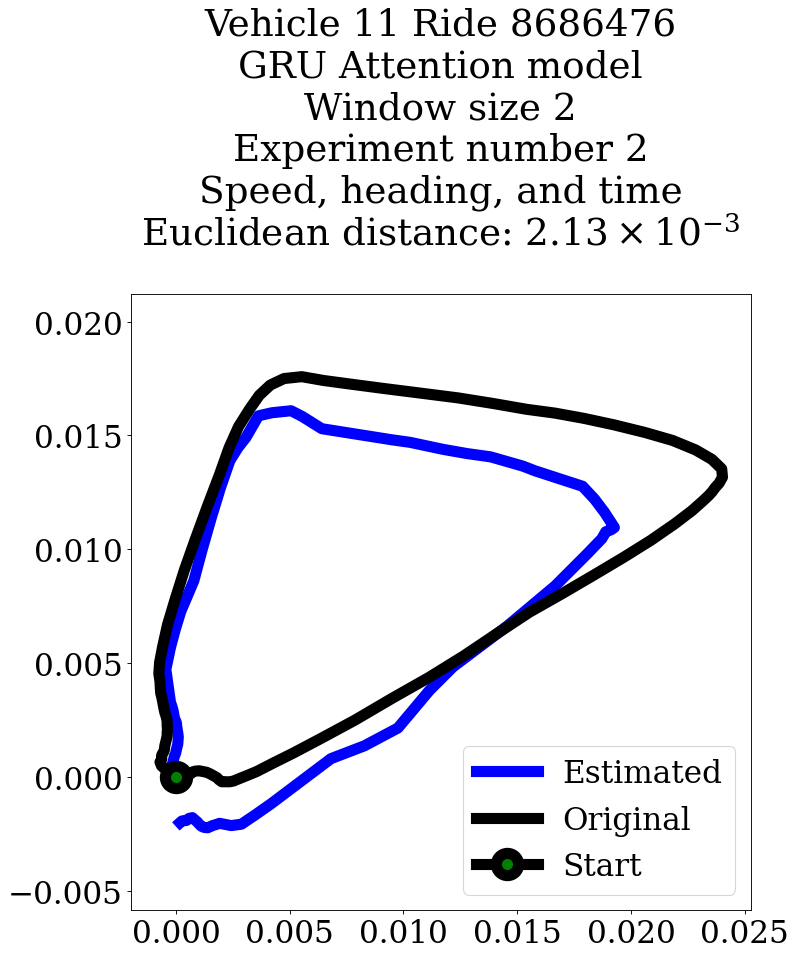 Vehicle 11 Ride 8686476
GRU Attention model
Window size 2
Experiment number 2
Speed, heading, and time
Euclidean distance: 2.13 × 10⁻³
0.020
0.015
0.010
0.005
0.000
−0.005
Estimated
Original
Start
0.000 0.005 0.010 0.015 0.020 0.025